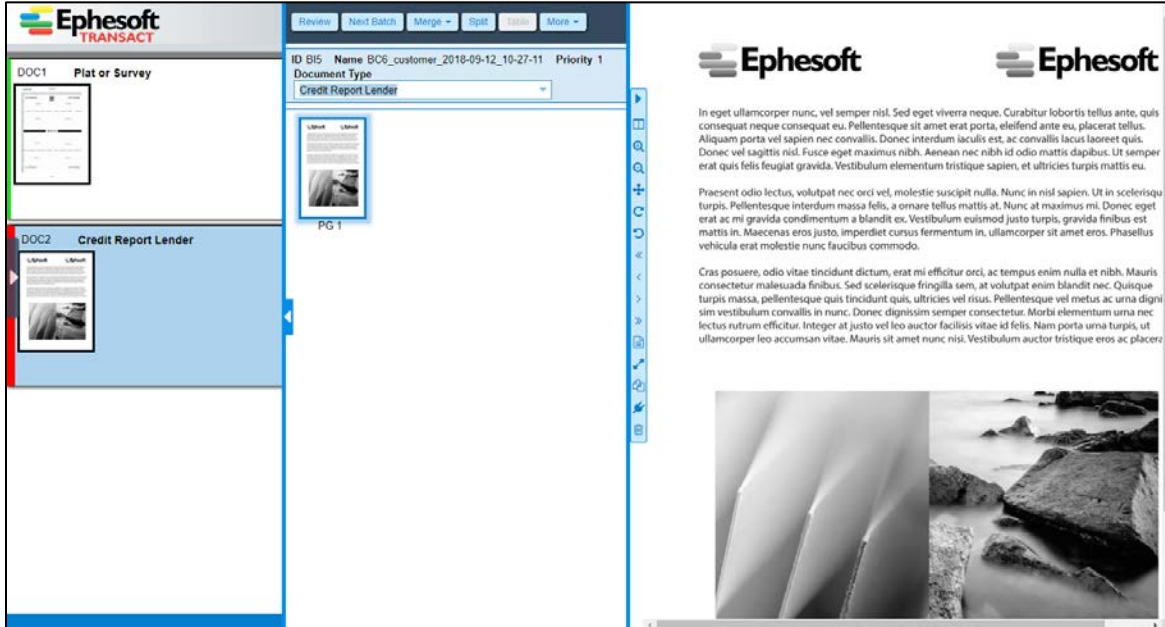 Ephesoft
TRANSACT
DOC1 Plat or Survey
DOC2 Credit Report Lender
Review Next Batch Merge Split Table More
ID BI5 Name BC6_customer_2018-09-12_10-27-11 Priority 1
Document Type
Credit Report Lender
PG 1
Ephesoft Ephesoft
In eget ullamcorper nunc, vel semper nisl. Sed eget viverra neque. Curabitur lobortis tellus ante, quis
consequat neque consequat eu. Pellentesque sit amet erat porta, eleifend ante eu, placerat tellus.
Aliquam porta vel sapien nec convallis. Donec interdum iaculis est, ac convallis lacus laoreet quis.
Donec vel sagittis nisl. Fusce eget maximus nibh. Aenean nec nibh id odio mattis dapibus. Ut semper
erat quis felis feugiat gravida. Vestibulum elementum tristique sapien, et ultricies turpis mattis eu.
Praesent odio lectus, volutpat nec orci vel, molestie suscipit nulla. Nunc in nisl sapien. Ut in scelerisqu
turpis. Pellentesque interdum massa felis, a ornare tellus mattis at. Nunc at maximus mi. Donec eget
erat ac mi gravida condimentum a blandit ex. Vestibulum euismod justo turpis, gravida finibus est
mattis in. Maecenas eros justo, imperdiet cursus fermentum in, ullamcorper sit amet eros. Phasellus
vehicula erat molestie nunc faucibus commodo.
Cras posuere, odio vitae tincidunt dictum, erat mi efficitur orci, ac tempus enim nulla et nibh. Mauris
consectetur malesuada finibus. Sed scelerisque fringilla sem, at volutpat enim blandit nec. Quisque
turpis massa, pellentesque quis tincidunt quis, ultricies vel risus. Pellentesque vel metus ac urna digni
sim vestibulum convallis in nunc. Donec dignissim semper consectetur. Morbi elementum urna nec
lectus rutrum efficitur. Integer at justo vel leo auctor facilisis vitae id felis. Nam porta urna turpis, ut
ullamcorper leo accumsan vitae. Mauris sit amet nunc nisi. Vestibulum auctor tristique eros ac placera